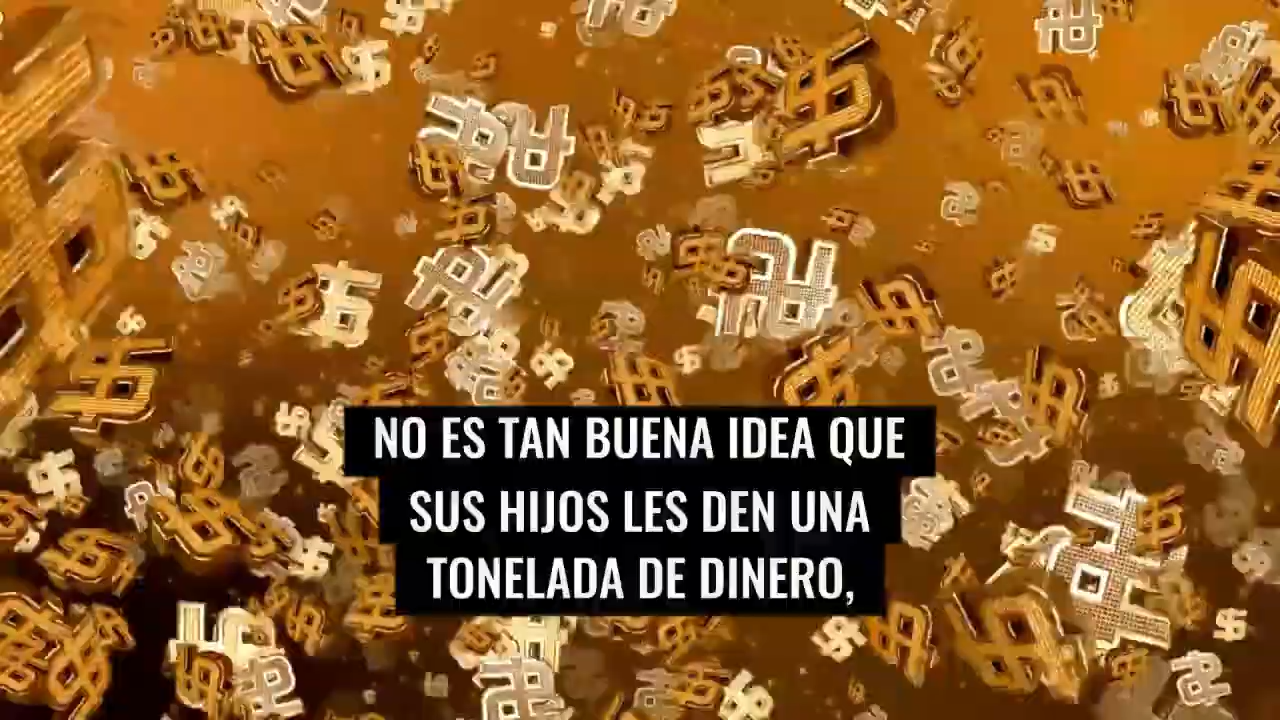 NO ES TAN BUENA IDEA QUE
SUS HIJOS LES DEN UNA
TONELADA DE DINERO,